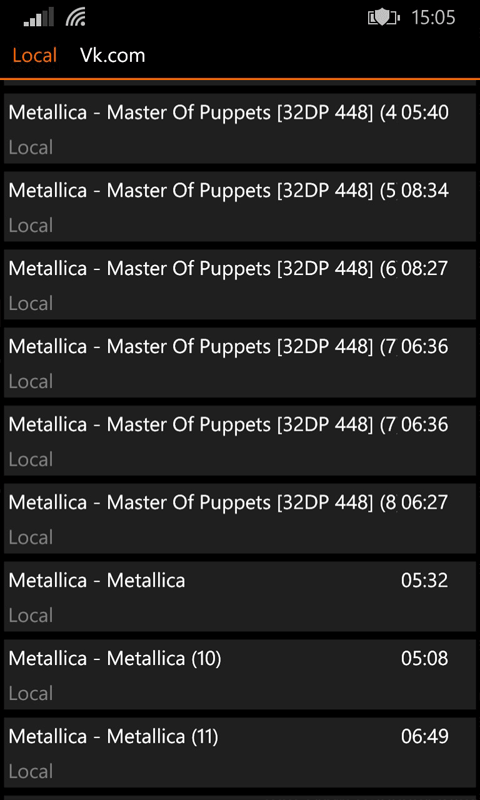 15:05
Local Vk.com
Metallica - Master Of Puppets [32DP 448] (4 05:40
Local
Metallica - Master Of Puppets [32DP 448] (5 08:34
Local
Metallica - Master Of Puppets [32DP 448] (6 08:27
Local
Metallica - Master Of Puppets [32DP 448] (7 06:36
Local
Metallica - Master Of Puppets [32DP 448] (7 06:36
Local
Metallica - Master Of Puppets [32DP 448] (8 06:27
Local
Metallica - Metallica 05:32
Local
Metallica - Metallica (10) 05:08
Local
Metallica - Metallica (11) 06:49
Local